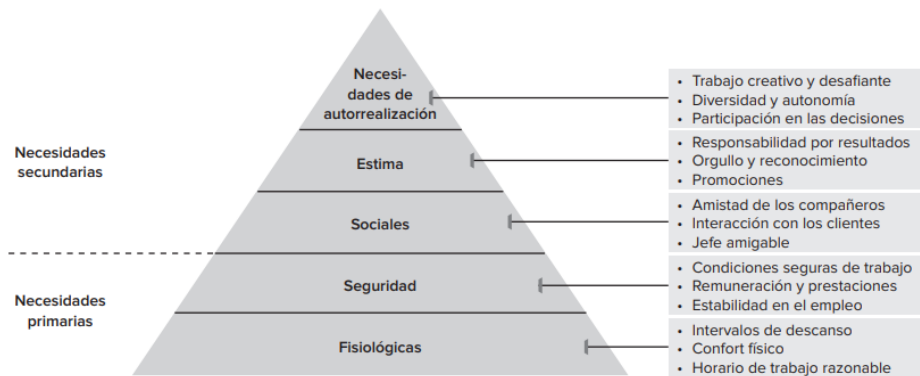 Necesi-
dades de
autorrealización
• Trabajo creativo y desafiante
• Diversidad y autonomía
• Participación en las decisiones
Necesidades
secundarias
Estima
• Responsabilidad por resultados
• Orgullo y reconocimiento
• Promociones
Sociales
• Amistad de los compañeros
• Interacción con los clientes
• Jefe amigable
Necesidades
primarias
Seguridad
• Condiciones seguras de trabajo
• Remuneración y prestaciones
• Estabilidad en el empleo
Fisiológicas
• Intervalos de descanso
• Confort físico
• Horario de trabajo razonable